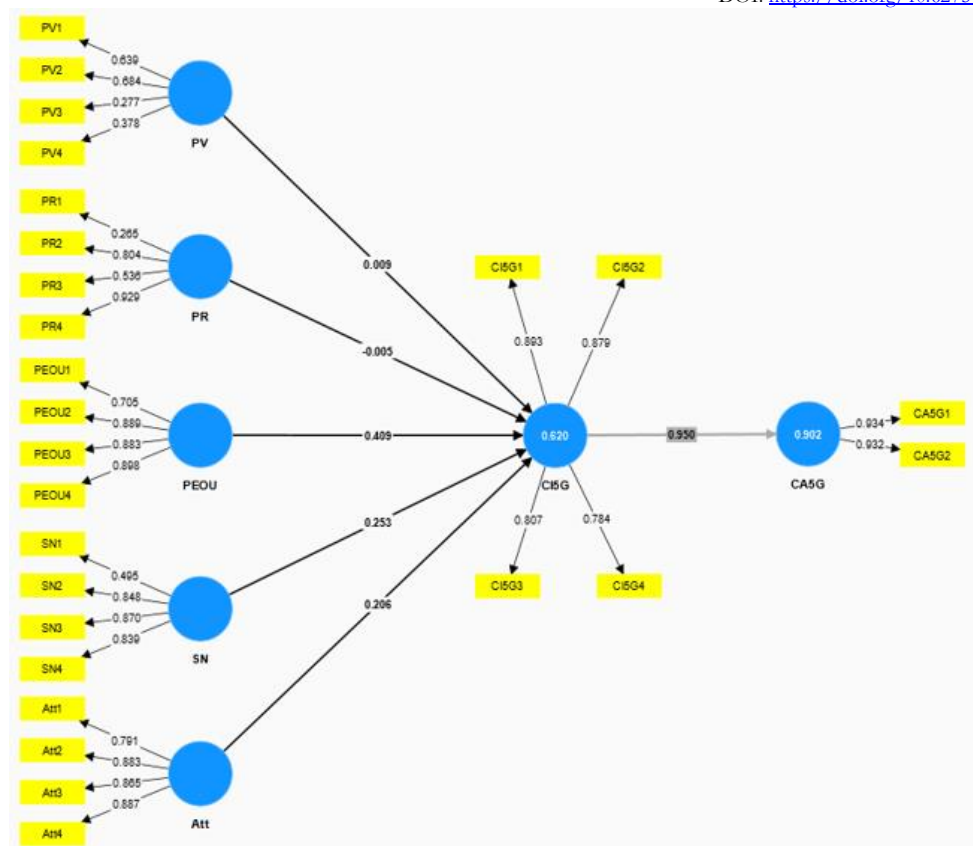 PV1
PV2
PV3
PV4
0.639
0.684
0.277
0.378
PV
PR1
PR2
PR3
PR4
0.265
0.804
0.536
0.929
PR
PEOU1
PEOU2
PEOU3
PEOU4
0.705
0.889
0.883
0.898
PEOU
SN1
SN2
SN3
SN4
0.495
0.848
0.870
0.839
SN
Att1
Att2
Att3
Att4
0.791
0.883
0.865
0.887
Att
0.009
-0.005
0.409
0.253
0.206
CI5G1
CI5G2
0.893
0.879
0.620
CI5G
0.807
0.784
CI5G3
CI5G4
0.950
0.902
CA5G
0.934
0.932
CA5G1
CA5G2